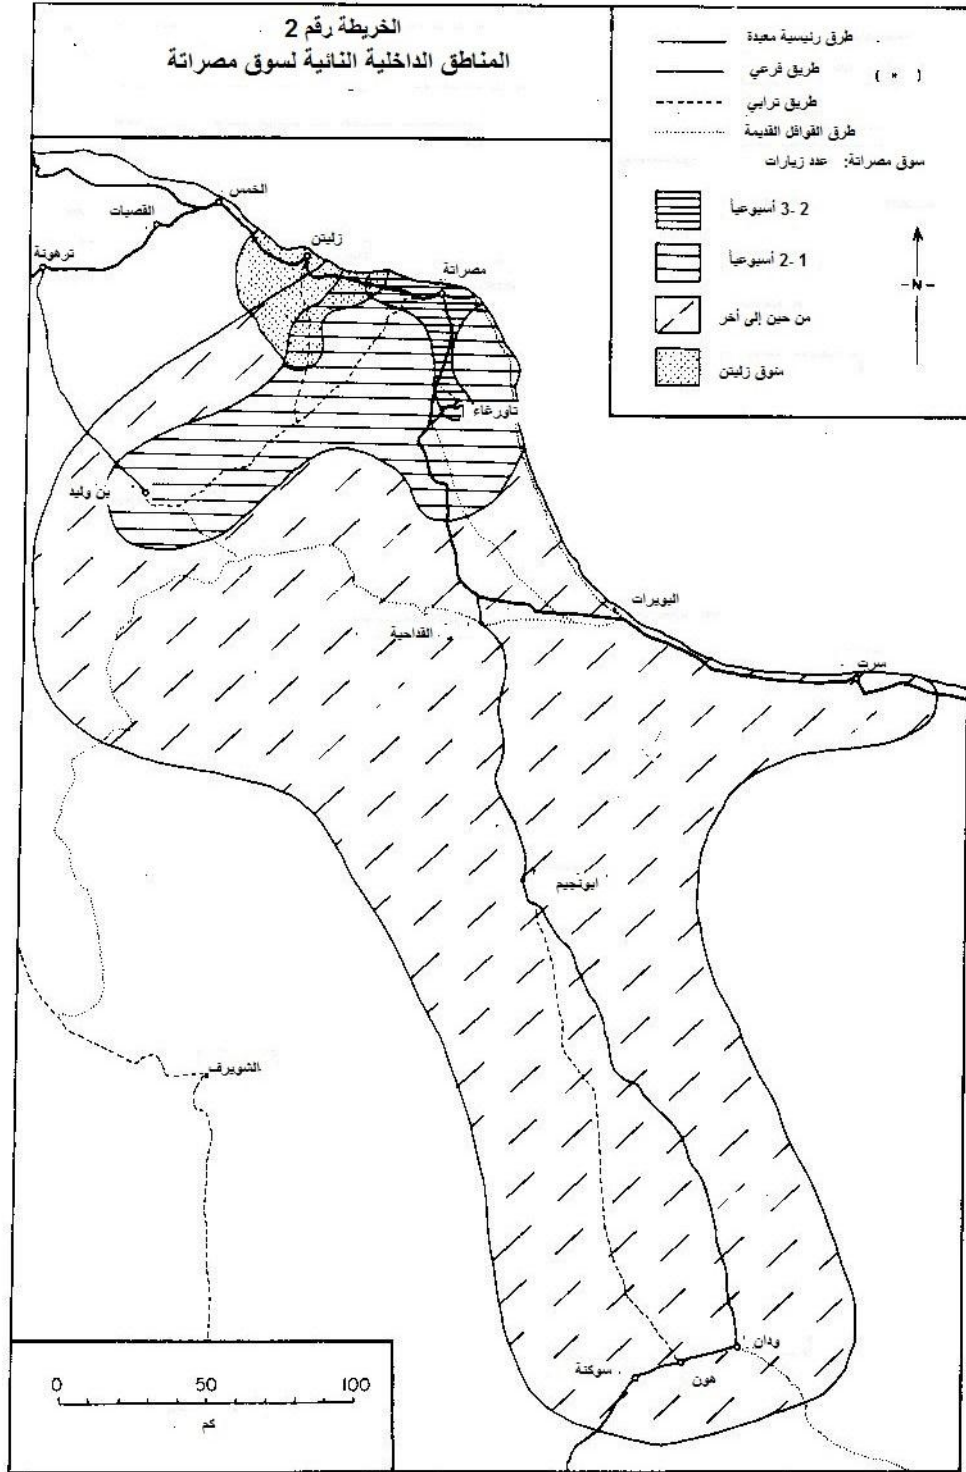 الخريطة رقم 2
المناطق الداخلية النائية لسوق مصراتة
طرق رئيسية معبدة
طريق فرعي
( * )
طريق ترابي
طرق القوافل القديمة
سوق مصراتة: عدد زيارات
2- 3 أسبوعياً
1- 2 أسبوعياً
من حين إلى أخر
سوق زليتن
-N-
الخمس
القصبات
ترهونة
زليتن
مصراتة
تاورغاء
بن وليد
البويرات
القداحية
سرت
ابونجيم
الشويرف
ودان
هون
سوكنة
0 50 100
كم